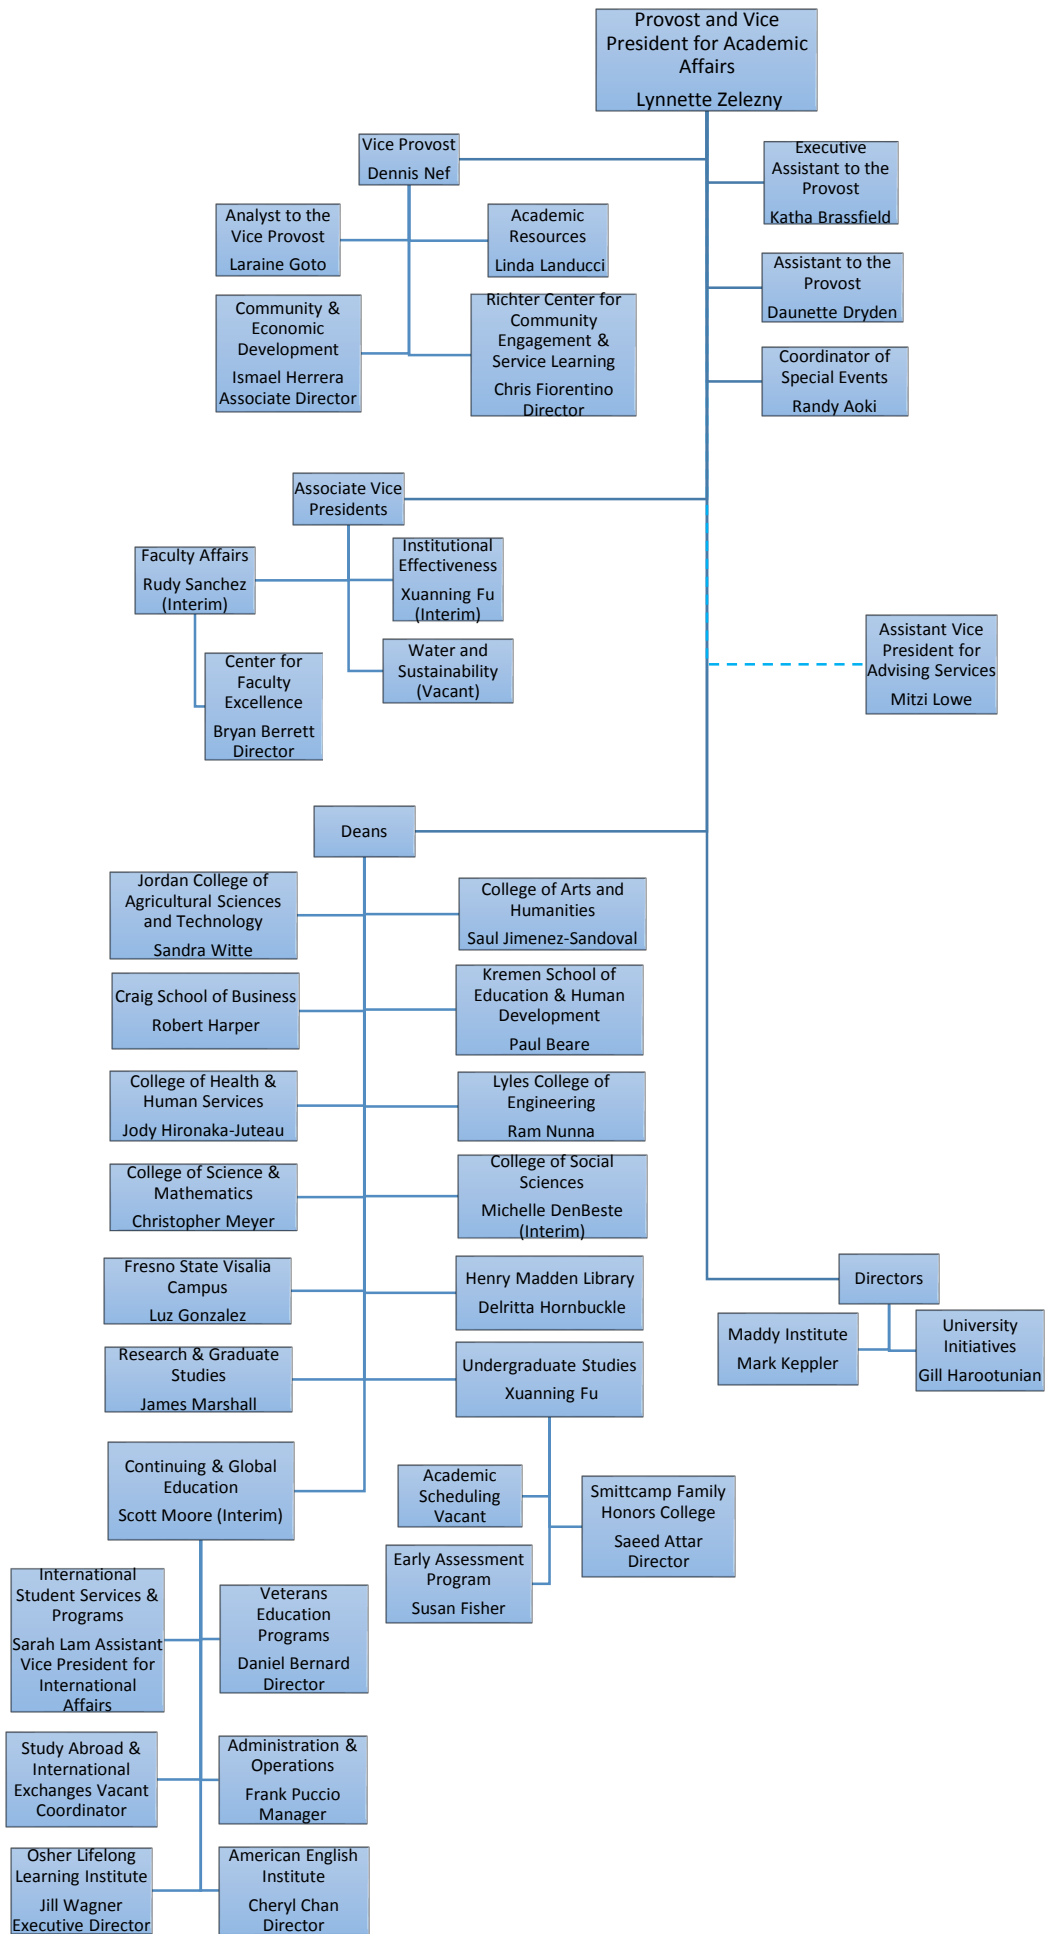 Provost and Vice
President for Academic
Affairs
Lynnette Zelezny
Vice Provost
Dennis Nef
Executive
Assistant to the
Provost
Katha Brassfield
Analyst to the
Vice Provost
Laraine Goto
Academic
Resources
Linda Landucci
Assistant to the
Provost
Daunette Dryden
Community &
Economic
Development
Ismael Herrera
Associate Director
Richter Center for
Community
Engagement &
Service Learning
Chris Fiorentino
Director
Coordinator of
Special Events
Randy Aoki
Associate Vice
Presidents
Faculty Affairs
Rudy Sanchez
(Interim)
Institutional
Effectiveness
Xuanning Fu
(Interim)
Water and
Sustainability
(Vacant)
Center for
Faculty
Excellence
Bryan Berrett
Director
Assistant Vice
President for
Advising Services
Mitzi Lowe
Deans
Jordan College of
Agricultural Sciences
and Technology
Sandra Witte
College of Arts and
Humanities
Saul Jimenez-Sandoval
Craig School of Business
Robert Harper
Kremen School of
Education & Human
Development
Paul Beare
College of Health &
Human Services
Jody Hironaka-Juteau
Lyles College of
Engineering
Ram Nunna
College of Science &
Mathematics
Christopher Meyer
College of Social
Sciences
Michelle DenBeste
(Interim)
Fresno State Visalia
Campus
Luz Gonzalez
Henry Madden Library
Delritta Hornbuckle
Directors
Maddy Institute
Mark Keppler
University
Initiatives
Gill Harootunian
Research & Graduate
Studies
James Marshall
Undergraduate Studies
Xuanning Fu
Continuing & Global
Education
Scott Moore (Interim)
Academic
Scheduling
Vacant
Smittcamp Family
Honors College
Saeed Attar
Director
Early Assessment
Program
Susan Fisher
International
Student Services &
Programs
Sarah Lam Assistant
Vice President for
International
Affairs
Veterans
Education
Programs
Daniel Bernard
Director
Study Abroad &
International
Exchanges Vacant
Coordinator
Administration &
Operations
Frank Puccio
Manager
Osher Lifelong
Learning Institute
Jill Wagner
Executive Director
American English
Institute
Cheryl Chan
Director